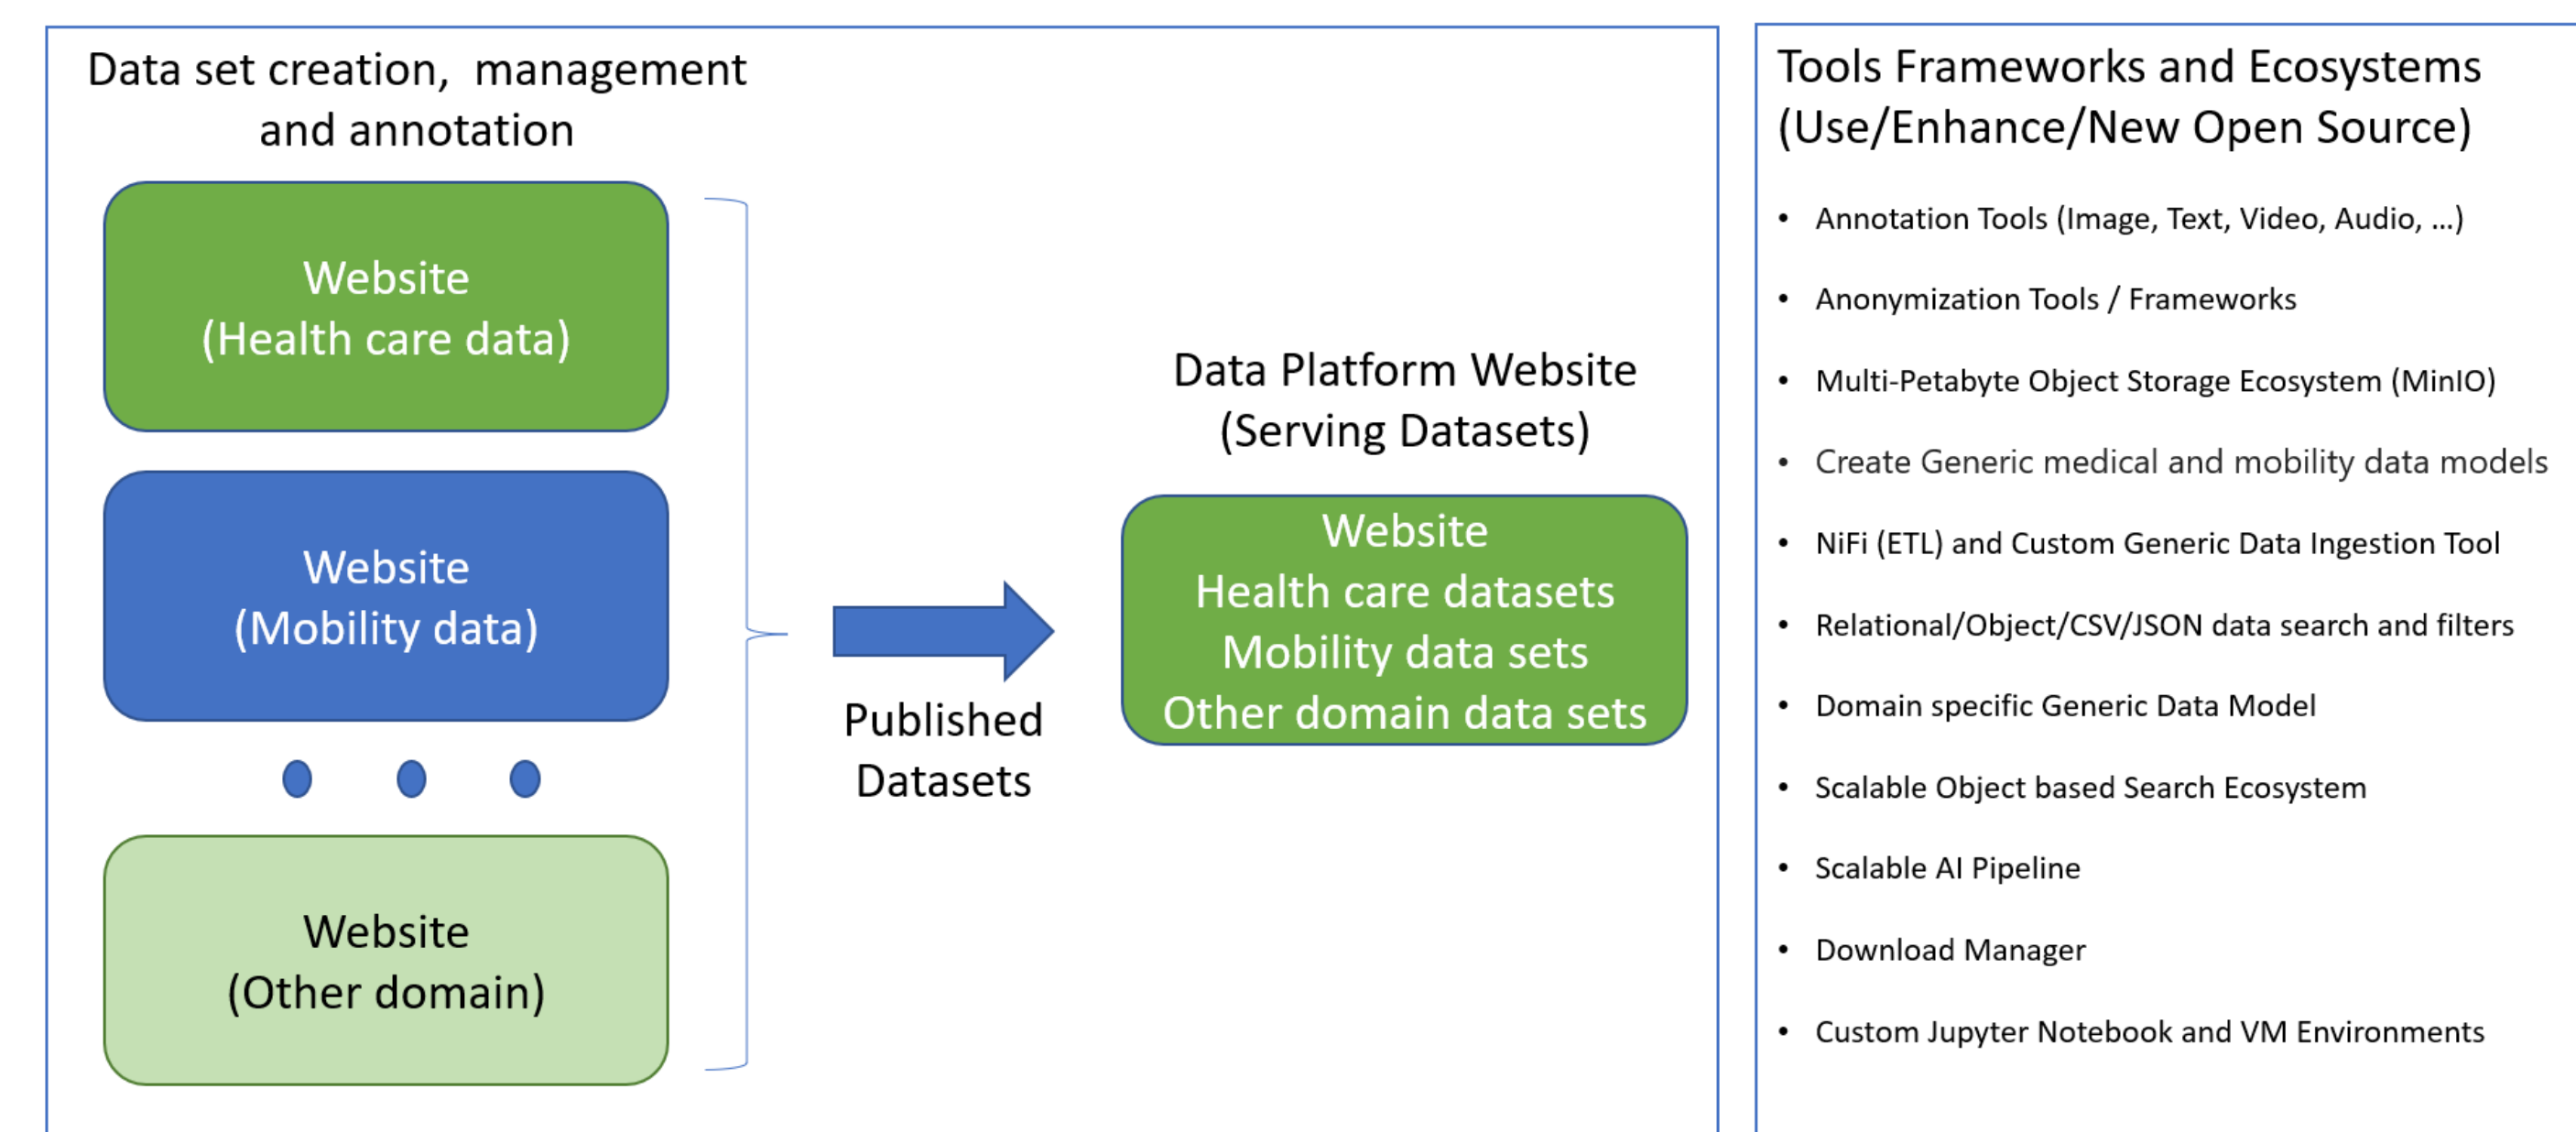 Data set creation, management
and annotation
Website
(Health care data)
Website
(Mobility data)
Website
(Other domain)
Published
Datasets
Data Platform Website
(Serving Datasets)
Website
Health care datasets
Mobility data sets
Other domain data sets
Tools Frameworks and Ecosystems
(Use/Enhance/New Open Source)
• Annotation Tools (Image, Text, Video, Audio, ...)
• Anonymization Tools / Frameworks
• Multi-Petabyte Object Storage Ecosystem (MinIO)
• Create Generic medical and mobility data models
• NiFi (ETL) and Custom Generic Data Ingestion Tool
• Relational/Object/CSV/JSON data search and filters
• Domain specific Generic Data Model
• Scalable Object based Search Ecosystem
• Scalable AI Pipeline
• Download Manager
• Custom Jupyter Notebook and VM Environments